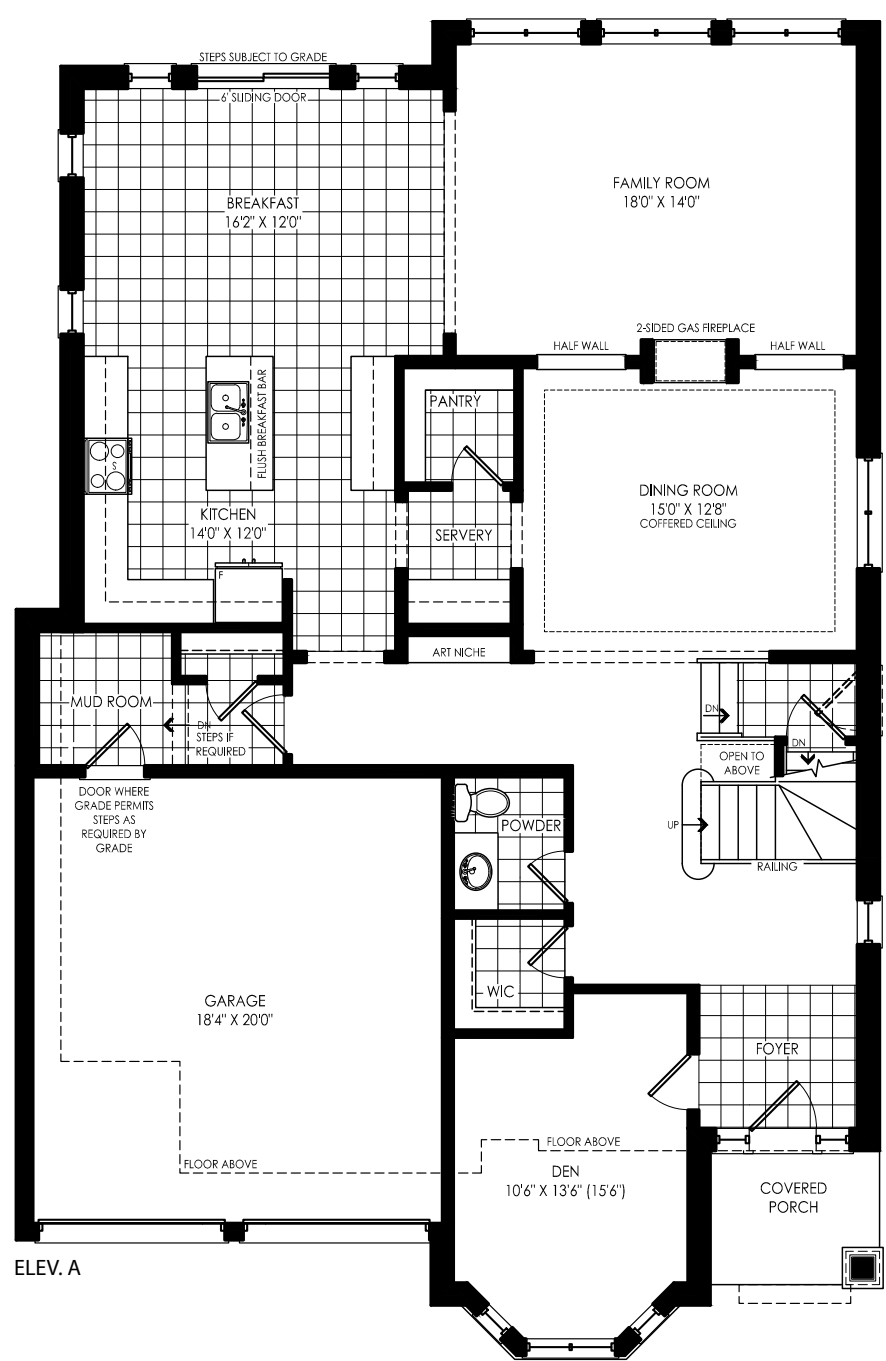 STEPS SUBJECT TO GRADE
6' SLIDING DOOR
BREAKFAST
16'2" X 12'0"
FAMILY ROOM
18'0" X 14'0"
2-SIDED GAS FIREPLACE
HALF WALL
HALF WALL
FLUSH BREAKFAST BAR
PANTRY
S
KITCHEN
14'0" X 12'0"
SERVERY
DINING ROOM
15'0" X 12'8"
COFFERED CEILING
F
ART NICHE
MUD ROOM
DN
STEPS IF
REQUIRED
DN
DN
OPEN TO
ABOVE
DOOR WHERE
GRADE PERMITS
STEPS AS
REQUIRED BY
GRADE
POWDER
UP
RAILING
WIC
GARAGE
18'4" X 20'0"
FOYER
FLOOR ABOVE
FLOOR ABOVE
DEN
10'6" X 13'6" (15'6")
COVERED
PORCH
ELEV. A